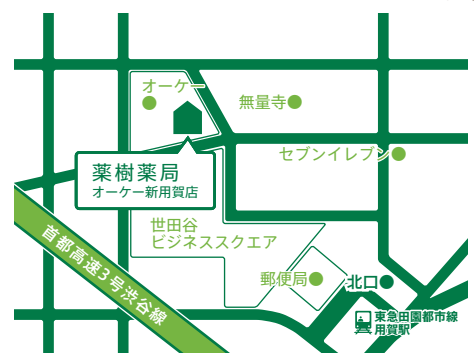 オーケー
無量寺
セブンイレブン
薬樹薬局
オーケー新用賀店
世田谷
ビジネススクエア
首都高速3号渋谷線
郵便局
北口
東急田園都市線
用賀駅